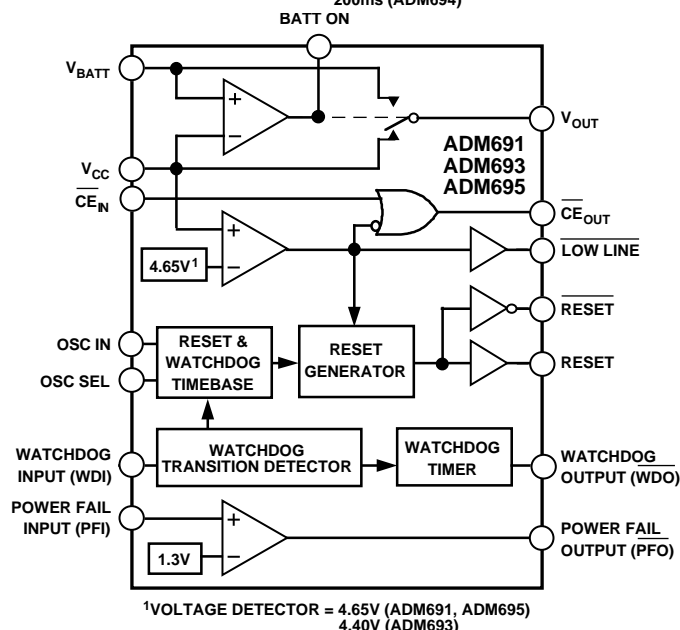 200ms (ADM694)
BATT ON
VBATT
+
−
VOUT
ADM691
ADM693
ADM695
VCC
CEIN
CEOUT
+
−
4.65V1
LOW LINE
RESET
OSC IN
OSC SEL
RESET &
WATCHDOG
TIMEBASE
RESET
GENERATOR
RESET
WATCHDOG
INPUT (WDI)
WATCHDOG
TRANSITION DETECTOR
WATCHDOG
TIMER
WATCHDOG
OUTPUT (WDO)
POWER FAIL
INPUT (PFI)
+
−
1.3V
POWER FAIL
OUTPUT (PFO)
1VOLTAGE DETECTOR = 4.65V (ADM691, ADM695)
4.40V (ADM693)